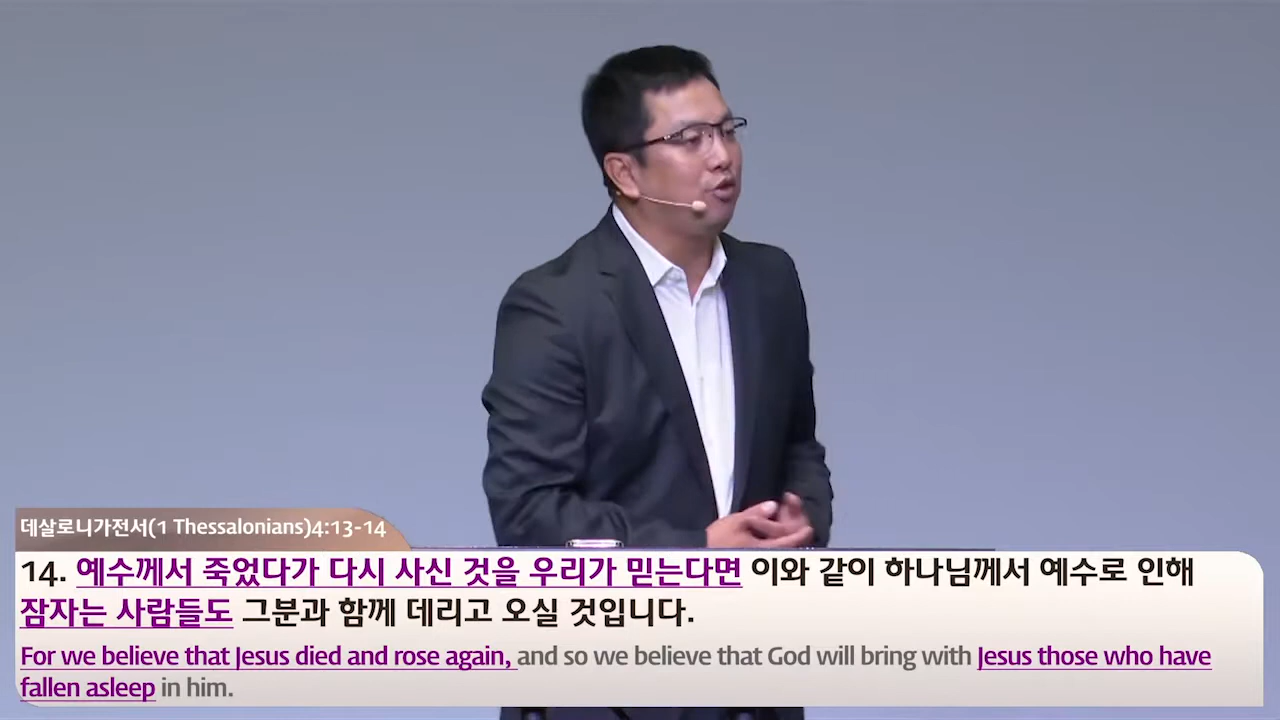 데살로니가전서(1 Thessalonians)4:13-14
14. 예수께서 죽었다가 다시 사신 것을 우리가 믿는다면 이와 같이 하나님께서 예수로 인해
잠자는 사람들도 그분과 함께 데리고 오실 것입니다.
For we believe that Jesus died and rose again, and so we believe that God will bring with Jesus those who have
fallen asleep in him.